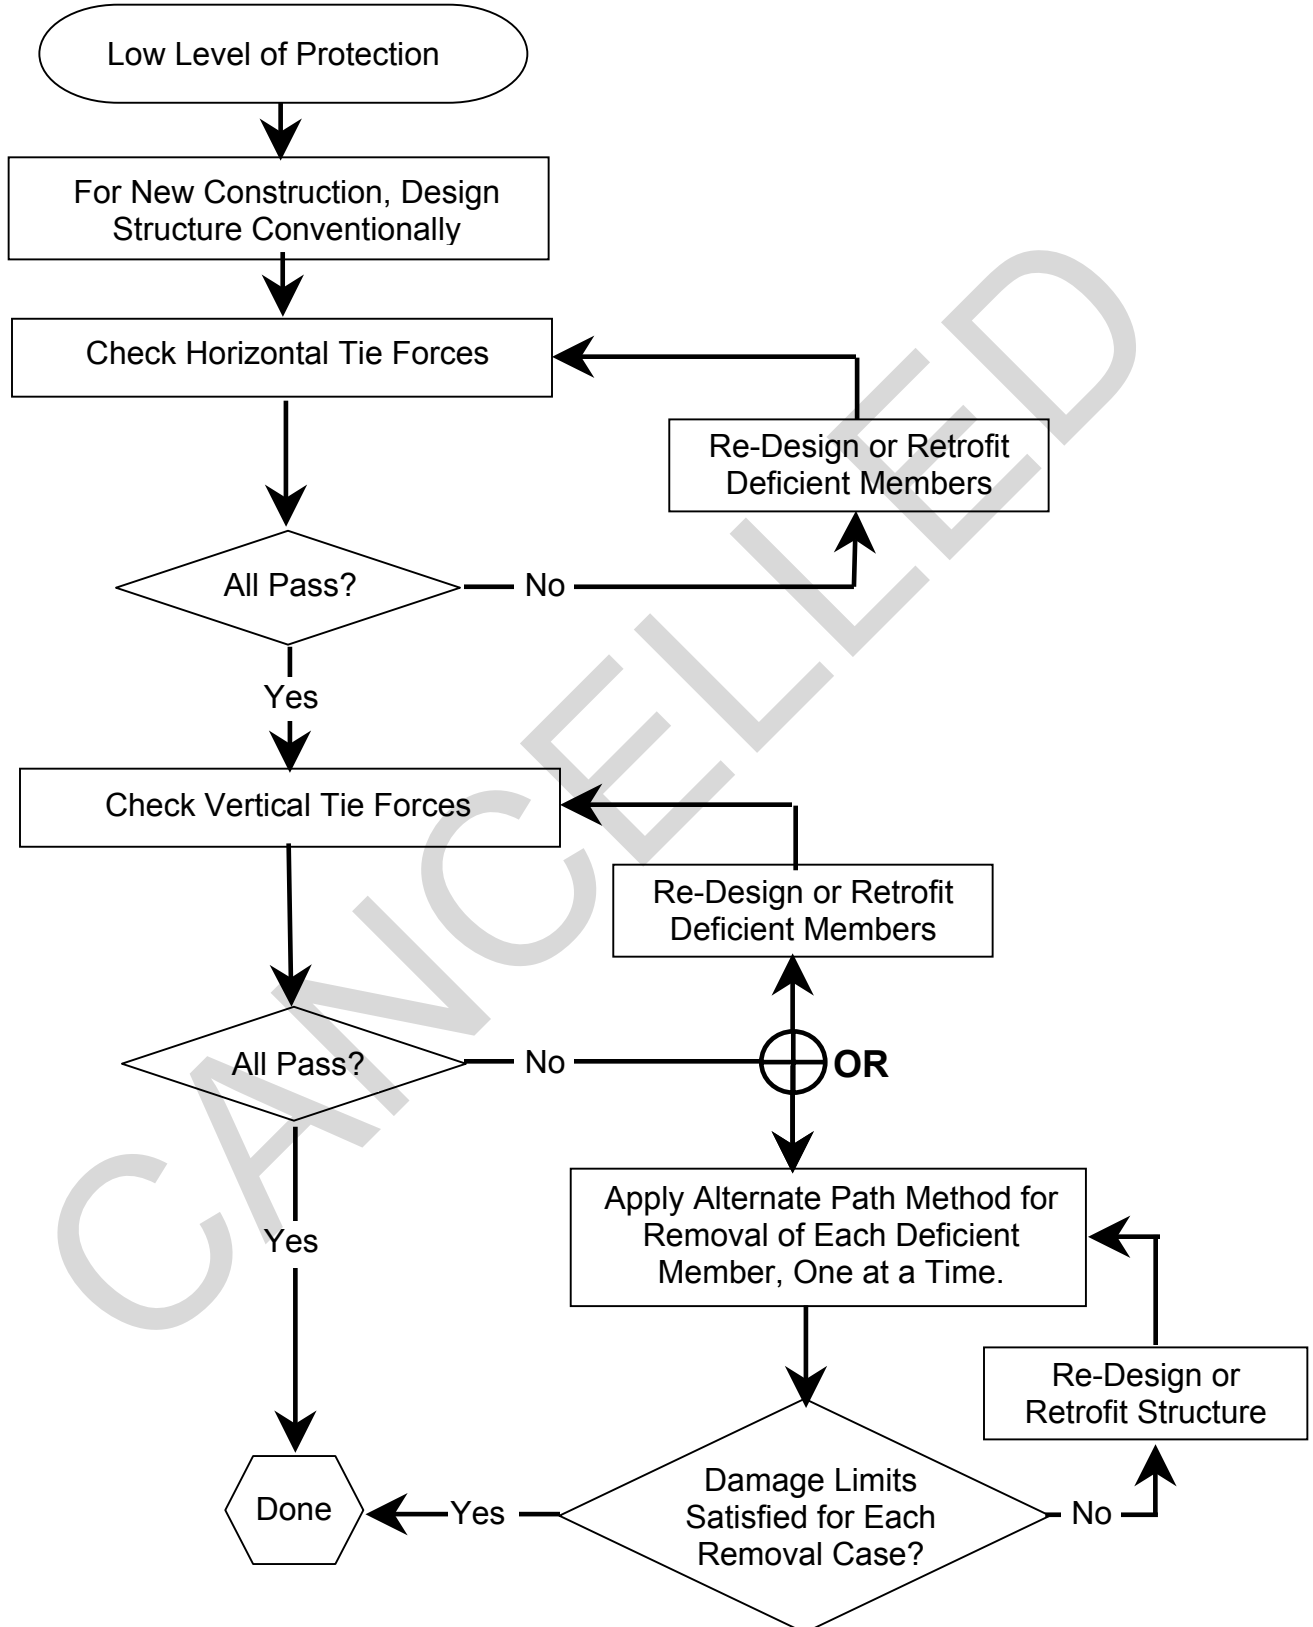 Low Level of Protection
For New Construction, Design
Structure Conventionally
Check Horizontal Tie Forces
Re-Design or Retrofit
Deficient Members
All Pass?
No
Yes
Check Vertical Tie Forces
Re-Design or Retrofit
Deficient Members
All Pass?
No
OR
Yes
Apply Alternate Path Method for
Removal of Each Deficient
Member, One at a Time.
Re-Design or
Retrofit Structure
Damage Limits
Satisfied for Each
Removal Case?
No
Yes
Done
CANCELLED